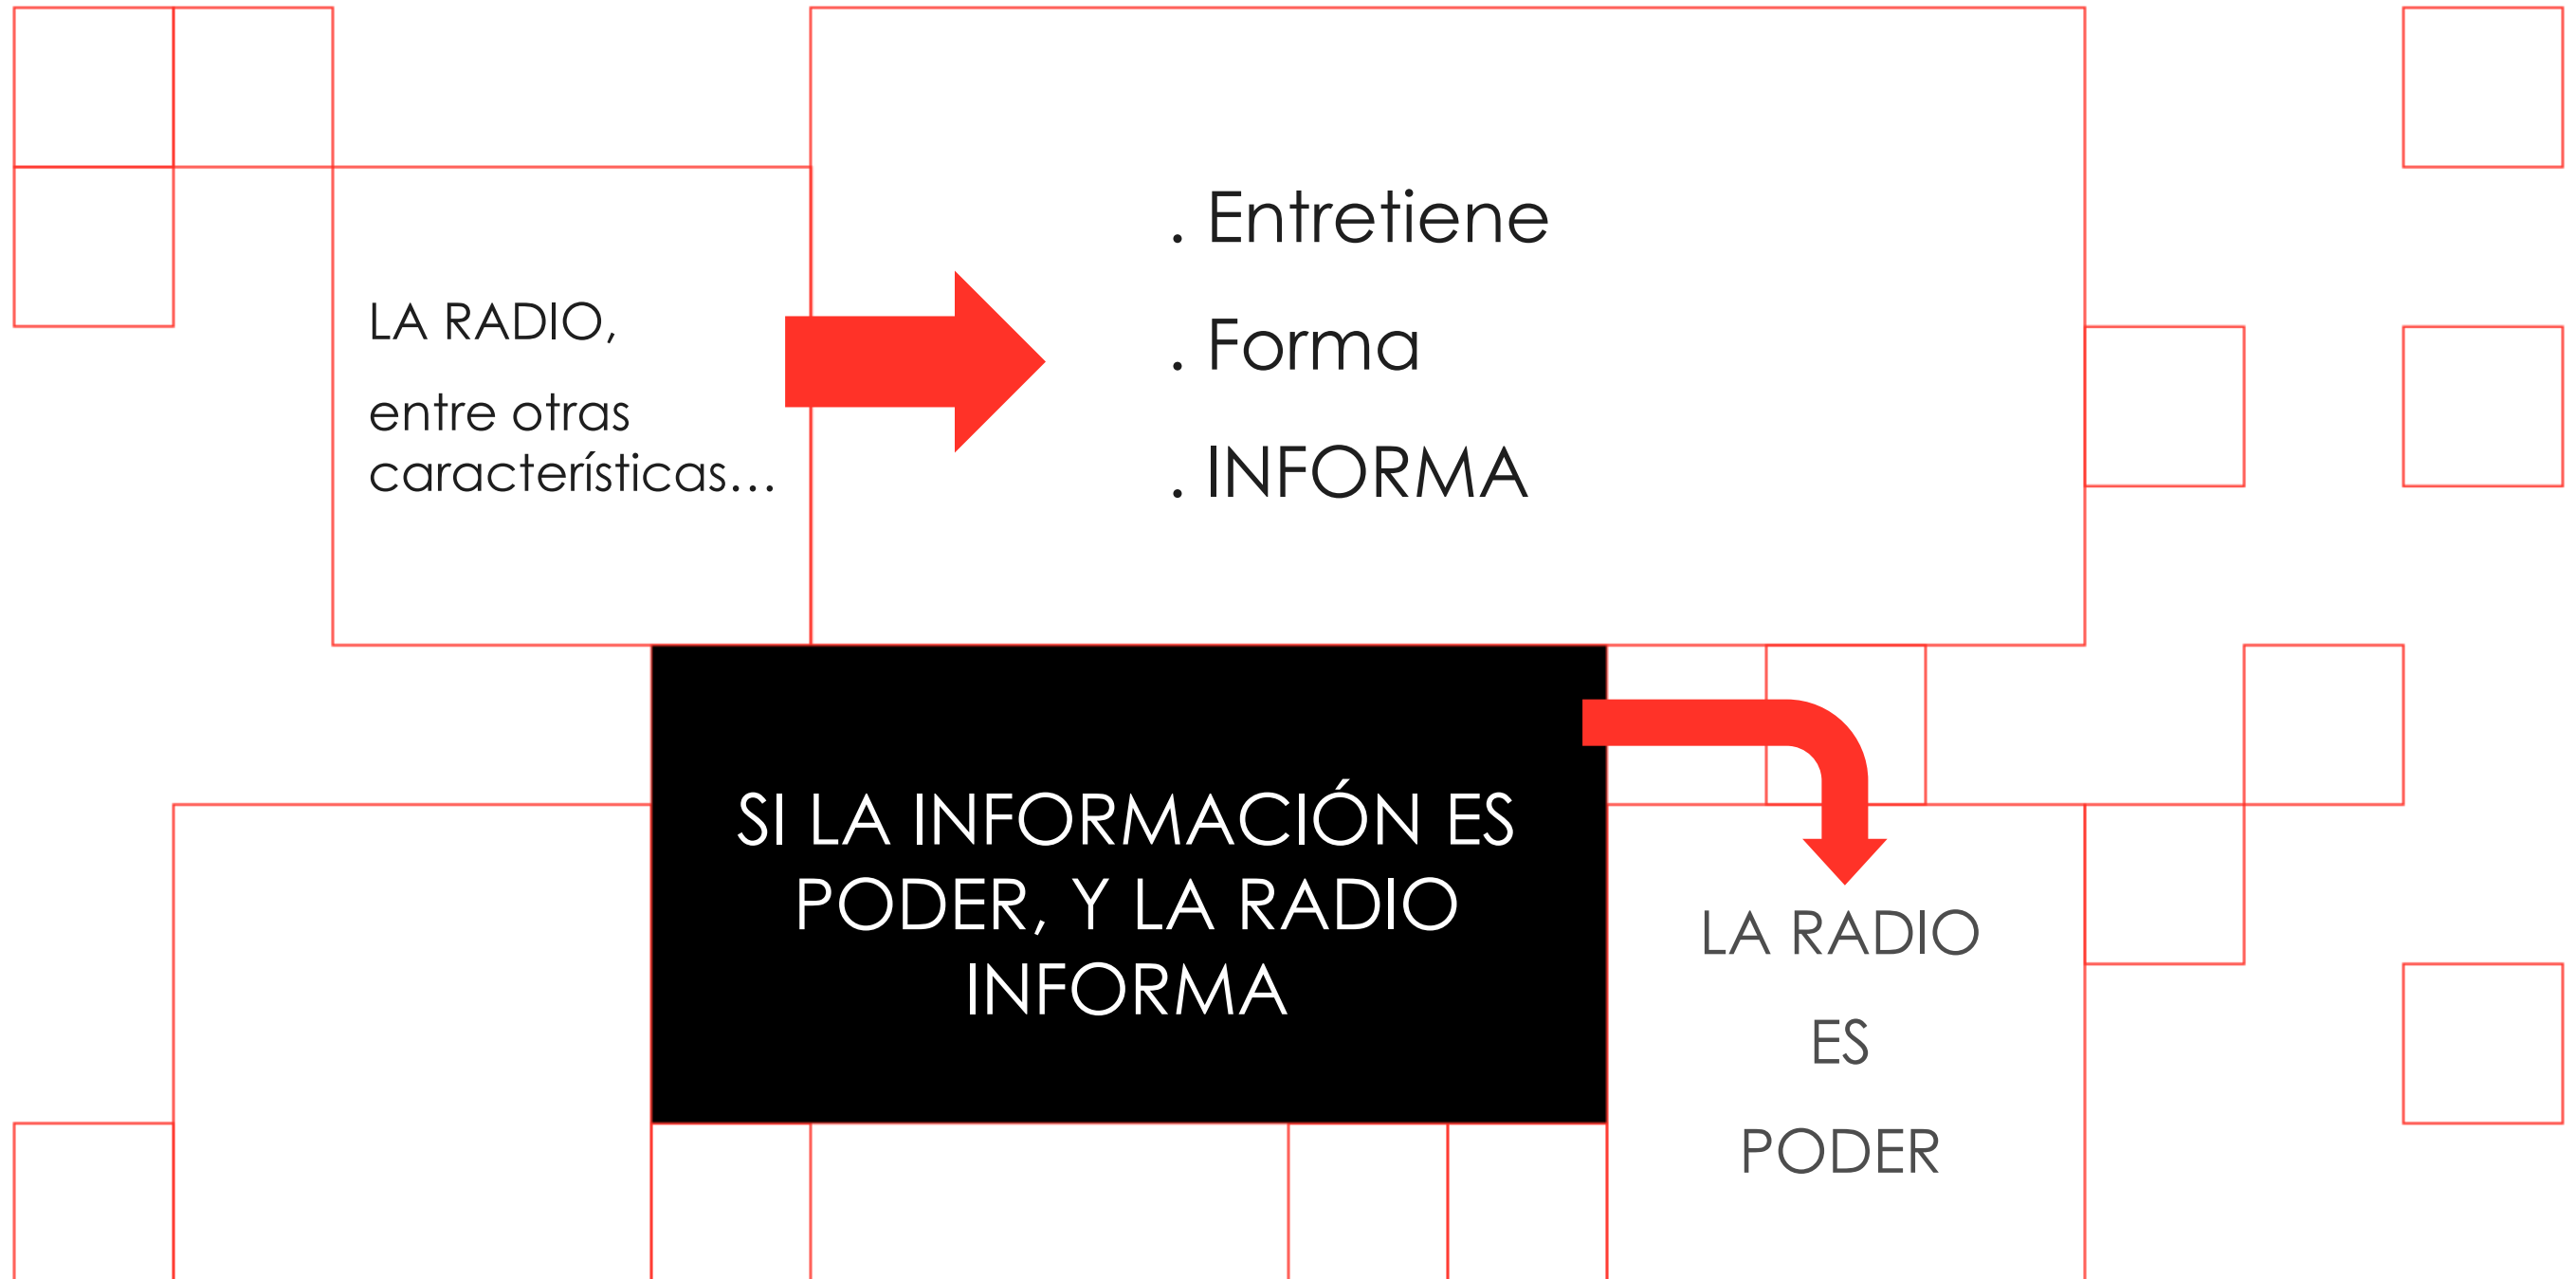 LA RADIO,
entre otras
características...
. Entretiene
. Forma
. INFORMA
SI LA INFORMACIÓN ES
PODER, Y LA RADIO
INFORMA
LA RADIO
ES
PODER